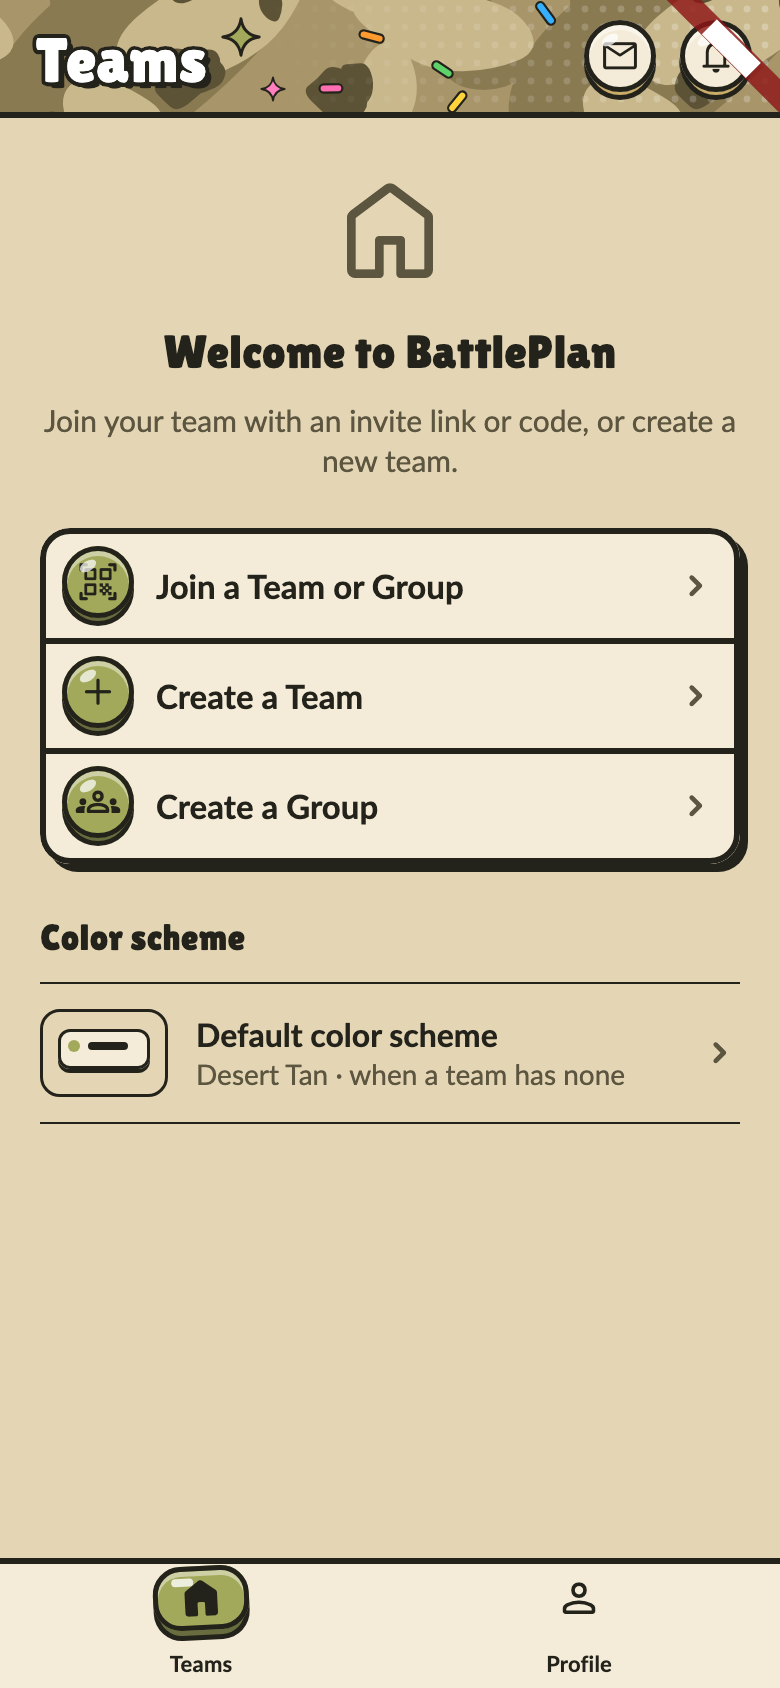 Teams
Welcome to BattlePlan
Join your team with an invite link or code, or create a
new team.
Join a Team or Group
Create a Team
Create a Group
Color scheme
Default color scheme
Desert Tan · when a team has none
Teams
Profile